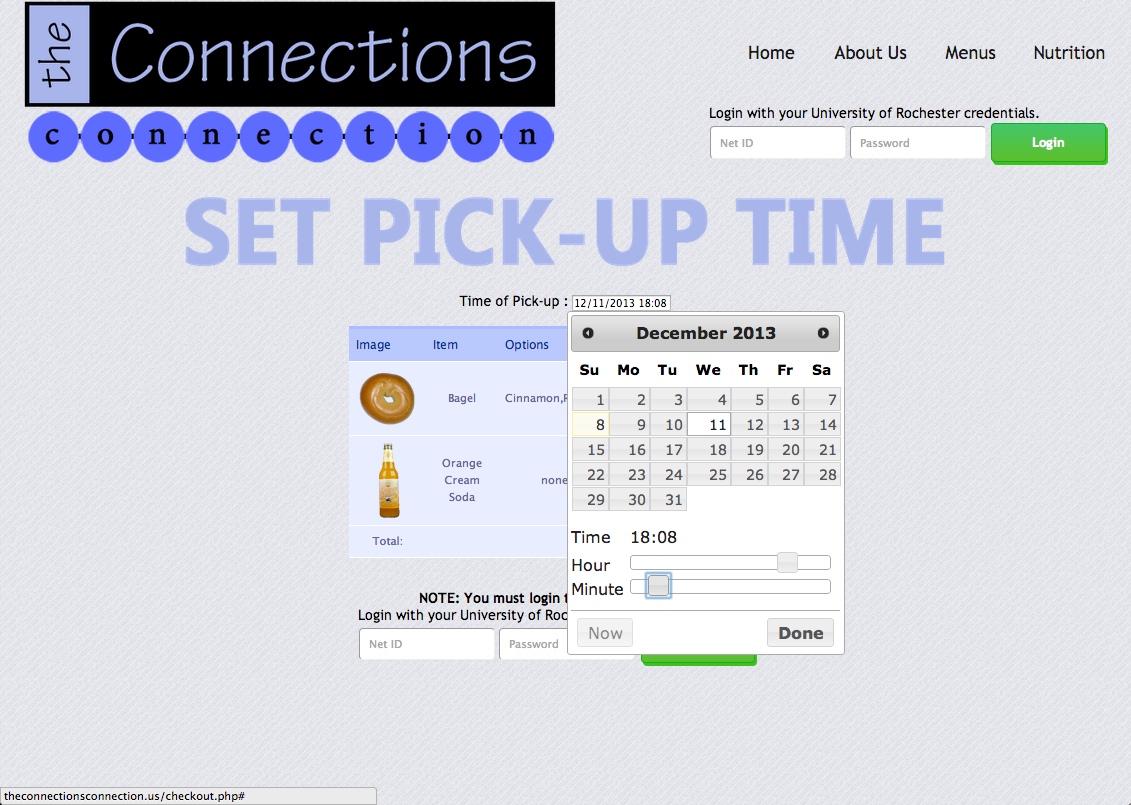 the Connections
connection
Home About Us Menus Nutrition
Login with your University of Rochester credentials.
Net ID Password Login
SET PICK-UP TIME
Time of Pick-up : 12/11/2013 18:08
December 2013
Su Mo Tu We Th Fr Sa
1 2 3 4 5 6 7
8 9 10 11 12 13 14
15 16 17 18 19 20 21
22 23 24 25 26 27 28
29 30 31
Time 18:08
Hour
Minute
Now Done
Image Item Options
Bagel Cinnamon,
Orange
Cream none
Soda
Total:
NOTE: You must login
Login with your University of Roc
Net ID Password
theconnectionsconnection.us/checkout.php#